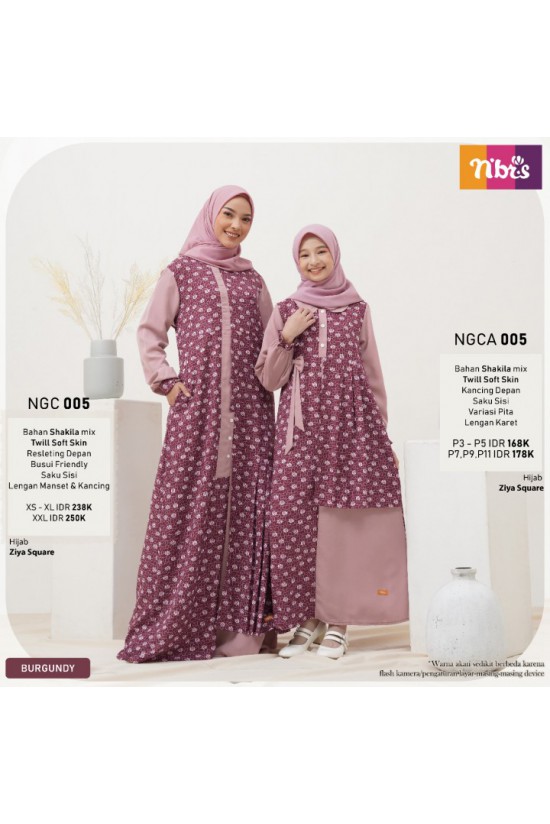 nibr's
NGC 005
Bahan Shakila mix
Twill Soft Skin
Resleting Depan
Busui Friendly
Saku Sisi
Lengan Manset & Kancing
XS - XL IDR 238K
XXL IDR 250K
Hijab
Ziya Square
NGCA 005
Bahan Shakila mix
Twill Soft Skin
Kancing Depan
Saku Sisi
Variasi Pita
Lengan Karet
P3 - P5 IDR 168K
P7,P9,P11 IDR 178K
Hijab
Ziya Square
BURGUNDY
*Warna akan sedikit berbeda karena
flash kamera/pengaturan layar masing-masing device